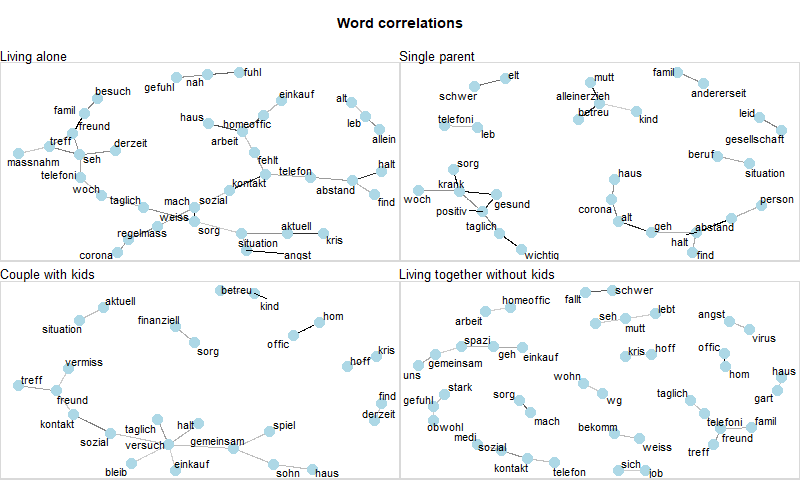 Word correlations
Living alone
gefuhl
nah
fuhl
besuch
famil
freund
treff
massnahm
seh
derzeit
telefoni
woch
taglich
haus
homeoffic
einkauf
arbeit
fehlt
kontakt
telefon
abstand
halt
find
alt
leb
allein
mach
sozial
weiss
sorg
regelmass
corona
situation
aktuell
kris
angst
Single parent
elt
schwer
telefoni
leb
mutt
alleinerzieh
betreu
kind
famil
andererseit
leid
gesellschaft
beruf
situation
sorg
krank
woch
gesund
positiv
taglich
wichtig
haus
corona
alt
geh
abstand
person
halt
find
Couple with kids
aktuell
situation
betreu
kind
finanziell
sorg
hom
offic
kris
hoff
find
derzeit
vermiss
treff
freund
kontakt
sozial
taglich
halt
versuch
gemeinsam
spiel
bleib
einkauf
sohn
haus
Living together without kids
homeoffic
arbeit
fallt
schwer
seh
lebt
mutt
angst
virus
spazi
gemeinsam
geh
einkauf
uns
kris
hoff
offic
hom
haus
gart
gefuhl
stark
obwohl
sorg
mach
wohn
wg
taglich
telefoni
famil
freund
treff
medi
sozial
kontakt
telefon
bekomm
weiss
sich
job